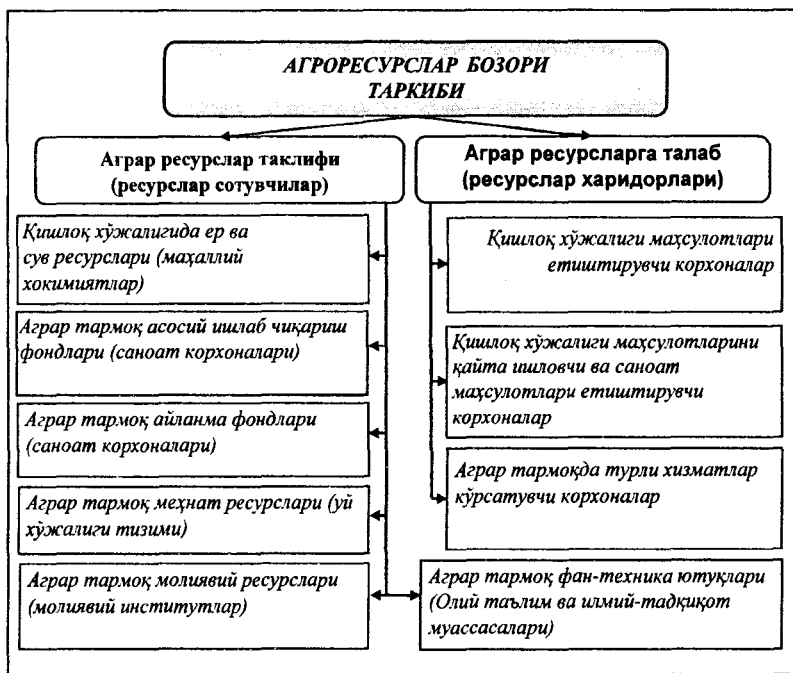 АГРОРЕСУРСЛАР БОЗОРИ
ТАРКИБИ
Аграр ресурслар таклифи
(ресурслар сотувчилар)
Аграр ресурсларга талаб
(ресурслар харидорлари)
Қишлоқ хўжалигида ер ва
сув ресурслари (маҳаллий
хокимиятлар)
Аграр тармоқ асосий ишлаб чиқариш
фондлари (саноат корхоналари)
Аграр тармоқ айланма фондлари
(саноат корхоналари)
Аграр тармоқ меҳнат ресурслари (уй
хўжалиги тизими)
Аграр тармоқ молиявий ресурслари
(молиявий институтлар)
Қишлоқ хўжалиги маҳсулотлари
етиштирувчи корхоналар
Қишлоқ хўжалиги маҳсулотларини
қайта ишловчи ва саноат
маҳсулотлари етиштирувчи
корхоналар
Аграр тармоқда турли хизматлар
кўрсатувчи корхоналар
Аграр тармоқ фан-техника ютуқлари
(Олий таълим ва илмий-тадқиқот
муассасалари)